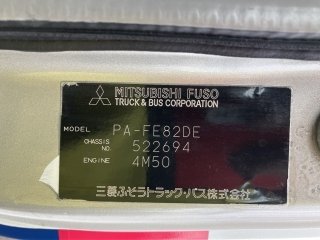 MITSUBISHI FUSO
TRUCK & BUS CORPORATION
MODEL PA-FE82DE
CHASSIS NO. 522694
ENGINE 4M50
三菱ふそうトラック・バス株式会社